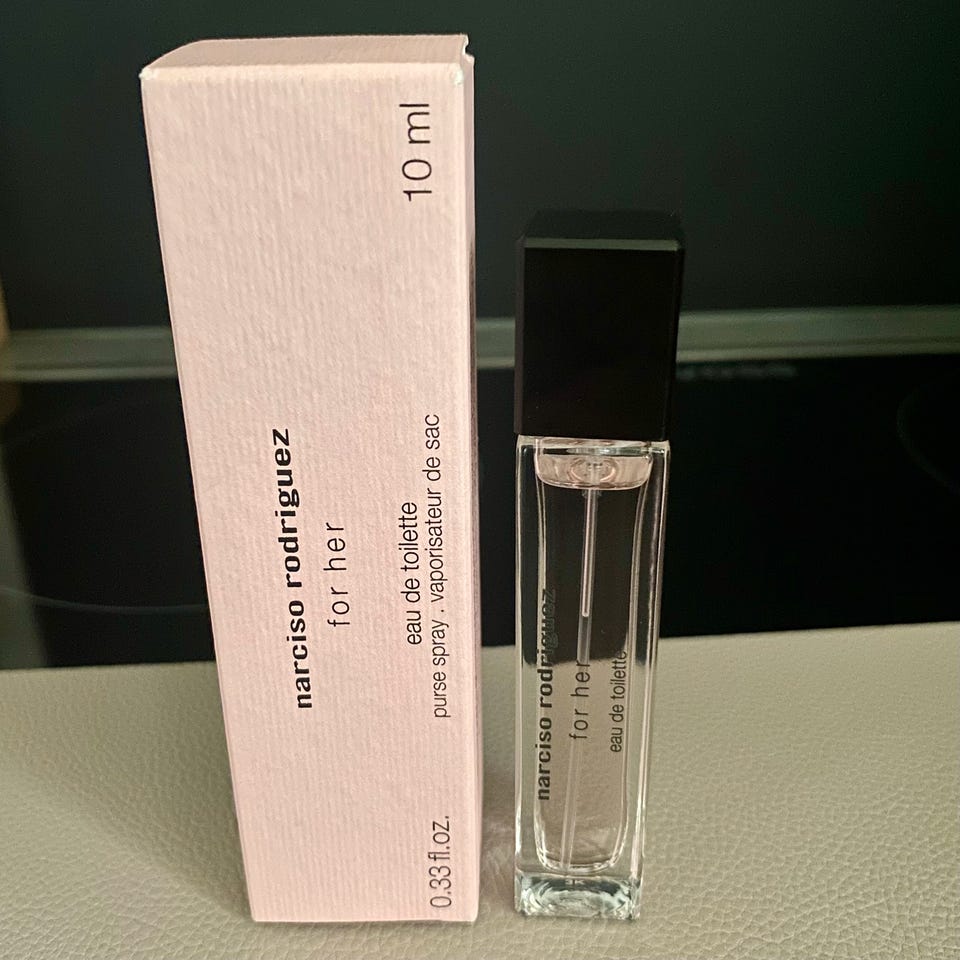 narciso rodriguez
for her
eau de toilette
purse spray . vaporisateur de sac
10 ml
0.33 fl.oz.
narciso rodriguez
for her
eau de toilette